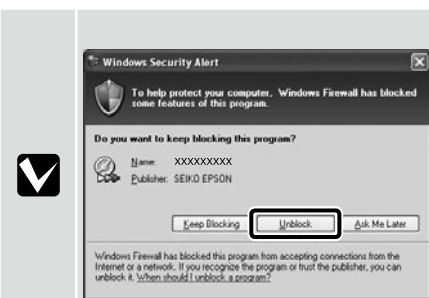 Windows Security Alert
To help protect your computer, Windows Firewall has blocked
some features of this program.
Do you want to keep blocking this program?
Name: XXXXXXXXX
Publisher: SEIKO EPSON
Keep Blocking
Unblock
Ask Me Later
Windows Firewall has blocked this program from accepting connections from the
Internet or a network. If you recognize the program or trust the publisher, you can
unblock it. When should I unblock a program?